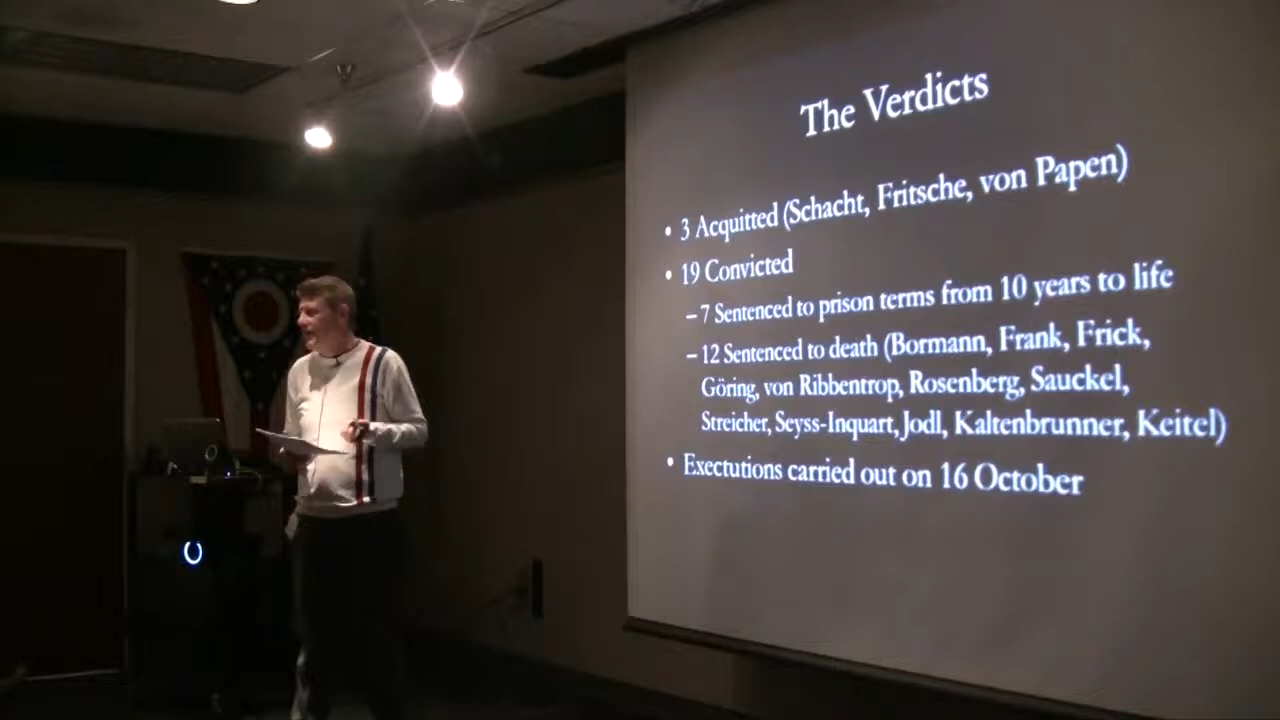 The Verdicts
• 3 Acquitted (Schacht, Fritsche, von Papen)
• 19 Convicted
– 7 Sentenced to prison terms from 10 years to life
– 12 Sentenced to death (Bormann, Frank, Frick,
Göring, von Ribbentrop, Rosenberg, Sauckel,
Streicher, Seyss-Inquart, Jodl, Kaltenbrunner, Keitel)
• Exectutions carried out on 16 October